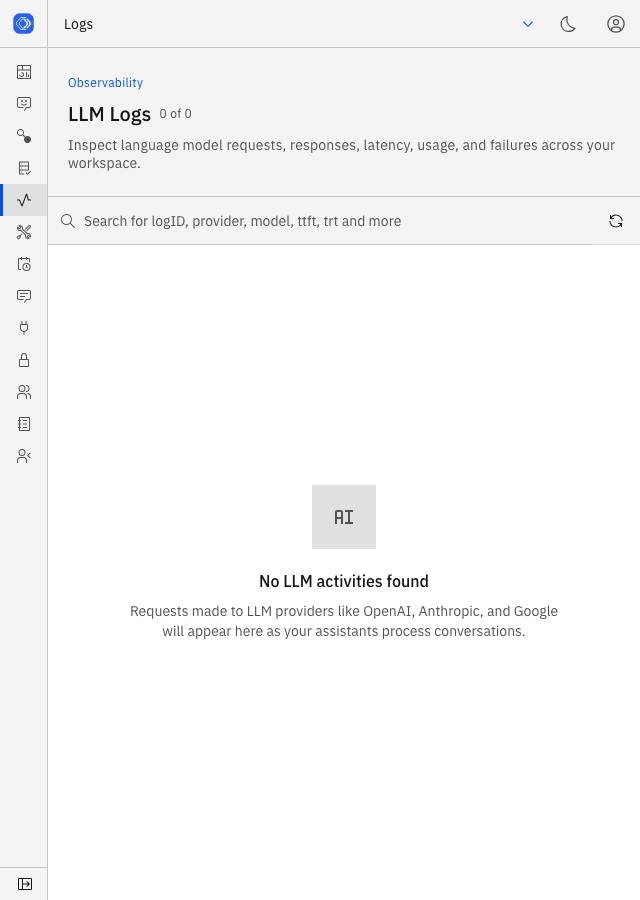 Logs
Observability
LLM Logs 0 of 0
Inspect language model requests, responses, latency, usage, and failures across your
workspace.
Search for logID, provider, model, ttft, trt and more
AI
No LLM activities found
Requests made to LLM providers like OpenAI, Anthropic, and Google
will appear here as your assistants process conversations.